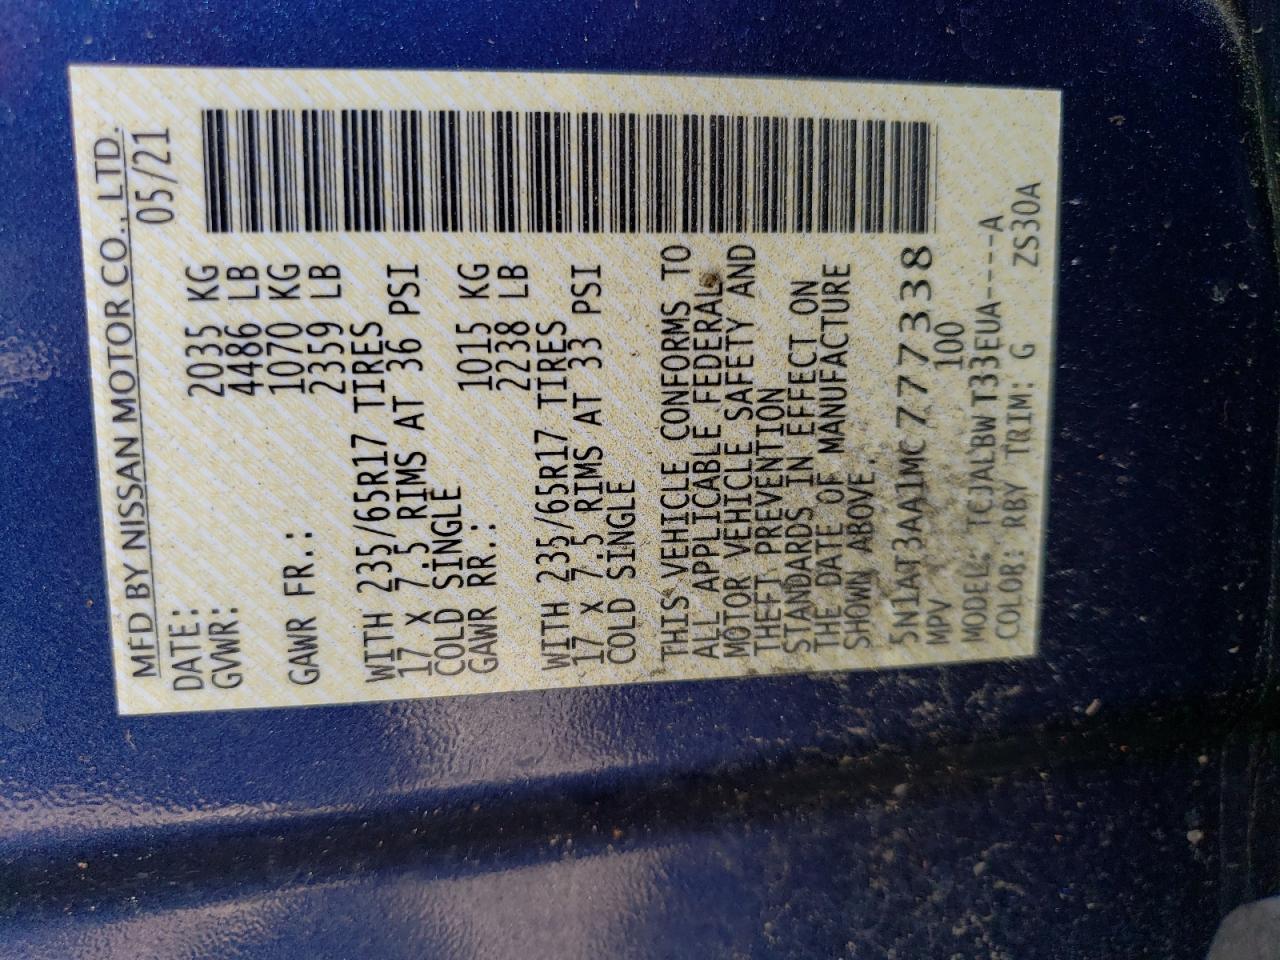 MFD BY NISSAN MOTOR CO., LTD.
DATE: 05/21
GVWR: 2035 KG
4486 LB
GAWR FR.: 1070 KG
2359 LB
WITH 235/65R17 TIRES
17 X 7.5 RIMS AT 36 PSI
COLD SINGLE
GAWR RR.: 1015 KG
2238 LB
WITH 235/65R17 TIRES
17 X 7.5 RIMS AT 33 PSI
COLD SINGLE
THIS VEHICLE CONFORMS TO
ALL APPLICABLE FEDERAL
MOTOR VEHICLE SAFETY AND
THEFT PREVENTION
STANDARDS IN EFFECT ON
THE DATE OF MANUFACTURE
SHOWN ABOVE.
5N1AT3AA1MC777338
MPV 100
MODEL: TCJALBWT33EUA----A
COLOR: RBY TRIM: G ZS30A